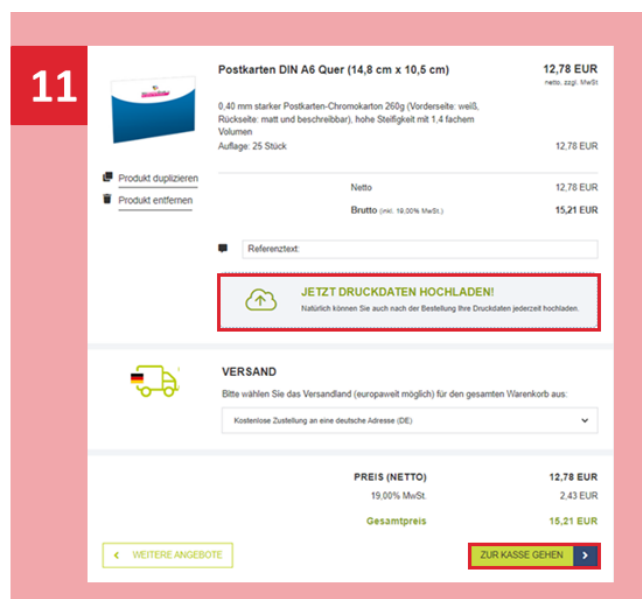 11
Postkarten DIN A6 Quer (14,8 cm x 10,5 cm)
12,78 EUR
netto. zzgl. MwSt
0,40 mm starker Postkarten-Chromokarton 260g (Vorderseite: weiß,
Rückseite: matt und beschreibbar), hohe Steifigkeit mit 1,4 fachem
Volumen
Auflage: 25 Stück
12,78 EUR
Produkt duplizieren
Produkt entfernen
Netto
12,78 EUR
Brutto (inkl. 19,00% MwSt.)
15,21 EUR
Referenztext:
JETZT DRUCKDATEN HOCHLADEN!
Natürlich können Sie auch nach der Bestellung Ihre Druckdaten jederzeit hochladen.
VERSAND
Bitte wählen Sie das Versandland (europaweit möglich) für den gesamten Warenkorb aus:
Kostenlose Zustellung an eine deutsche Adresse (DE)
PREIS (NETTO)
12,78 EUR
19,00% MwSt.
2,43 EUR
Gesamtpreis
15,21 EUR
WEITERE ANGEBOTE
ZUR KASSE GEHEN